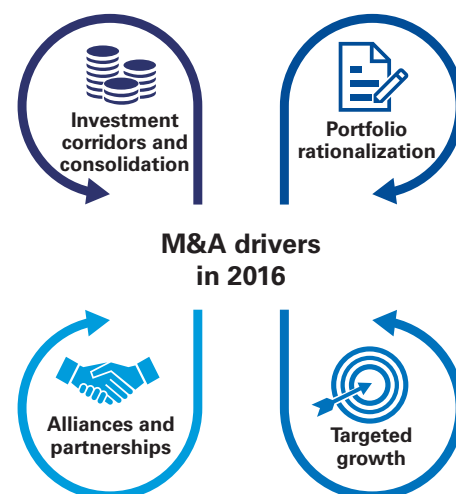 Investment
corridors and
consolidation
Portfolio
rationalization
M&A drivers
in 2016
Alliances and
partnerships
Targeted
growth